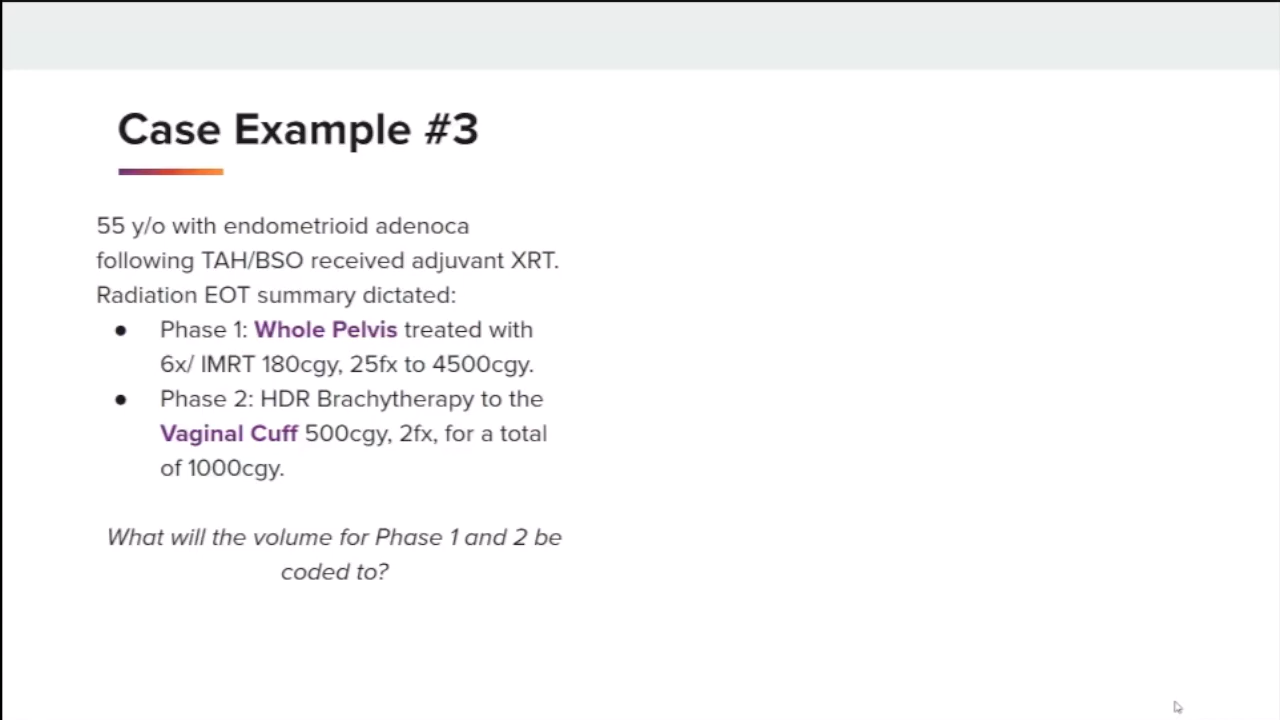 Case Example #3
55 y/o with endometrioid adenoca
following TAH/BSO received adjuvant XRT.
Radiation EOT summary dictated:
● Phase 1: Whole Pelvis treated with
6x/ IMRT 180cgy, 25fx to 4500cgy.
● Phase 2: HDR Brachytherapy to the
Vaginal Cuff 500cgy, 2fx, for a total
of 1000cgy.
What will the volume for Phase 1 and 2 be
coded to?